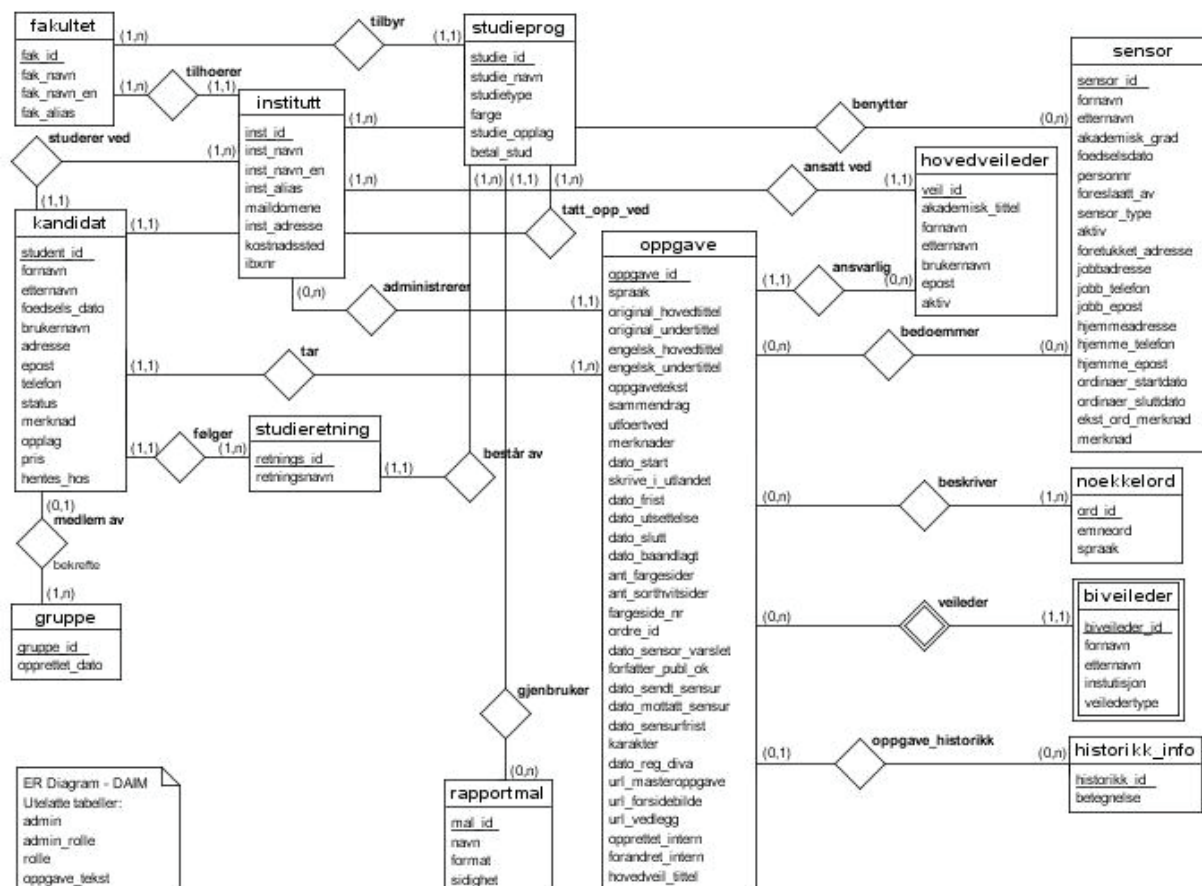 fakultet
fak_id
fak_navn
fak_navn_en
fak_alias
(1,n)
tilbyr
(1,1)
studieprog
studie_id
studie_navn
studietype
farge
studie_opplag
betal_stud
(1,n)
tilhoerer
(1,1)
institutt
inst_id
inst_navn
inst_navn_en
inst_alias
maildomene
inst_adresse
kostnadssted
ibxnr
(1,n)
benytter
(0,n)
sensor
sensor_id
fornavn
etternavn
akademisk_grad
foedselsdato
personnr
foreslaatt_av
sensor_type
aktiv
foretukket_adresse
jobbadresse
jobb_telefon
jobb_epost
hjemmeadresse
hjemme_telefon
hjemme_epost
ordinaer_startdato
ordinaer_sluttdato
ekst_ord_merknad
merknad
studerer ved
(1,n)
(1,1)
(1,n)
ansatt ved
(1,1)
hovedveileder
veil_id
akademisk_tittel
fornavn
etternavn
brukernavn
epost
aktiv
(1,n)
(1,1)
(1,n)
kandidat
student_id
fornavn
etternavn
foedsels_dato
brukernavn
adresse
epost
telefon
status
merknad
opplag
pris
hentes_hos
(1,1)
tatt_opp_ved
oppgave
oppgave_id
spraak
original_hovedtittel
original_undertittel
engelsk_hovedtittel
engelsk_undertittel
oppgavetekst
sammendrag
utfoertved
merknader
dato_start
skrive_i_utlandet
dato_frist
dato_utsettelse
dato_slutt
dato_baandlagt
ant_fargesider
ant_sorthvitsider
fargeside_nr
ordre_id
dato_sensor_varslet
forfatter_publ_ok
dato_sendt_sensur
dato_mottatt_sensur
dato_sensurfrist
karakter
dato_reg_diva
url_masteroppgave
url_forsidebilde
url_vedlegg
opprettet_intern
forandret_intern
hovedveil_tittel
(1,1)
ansvarlig
(0,n)
(0,n)
administrerer
(1,1)
(0,n)
bedoemmer
(0,n)
(1,1)
tar
(1,n)
(1,1)
følger
(1,n)
studieretning
retnings_id
retningsnavn
(1,1)
består av
(0,n)
beskriver
(1,n)
noekkelord
ord_id
emneord
spraak
(0,1)
medlem av
bekrefte
(1,n)
gruppe
gruppe_id
opprettet_dato
(0,n)
veileder
(1,1)
biveileder
biveileder_id
fornavn
etternavn
instutisjon
veiledertype
gjenbruker
(0,n)
rapportmal
mal_id
navn
format
sidighet
(0,1)
oppgave_historikk
(0,n)
historikk_info
historikk_id
betegnelse
ER Diagram - DAIM
Utelatte tabeller:
admin
admin_rolle
rolle
oppgave_tekst